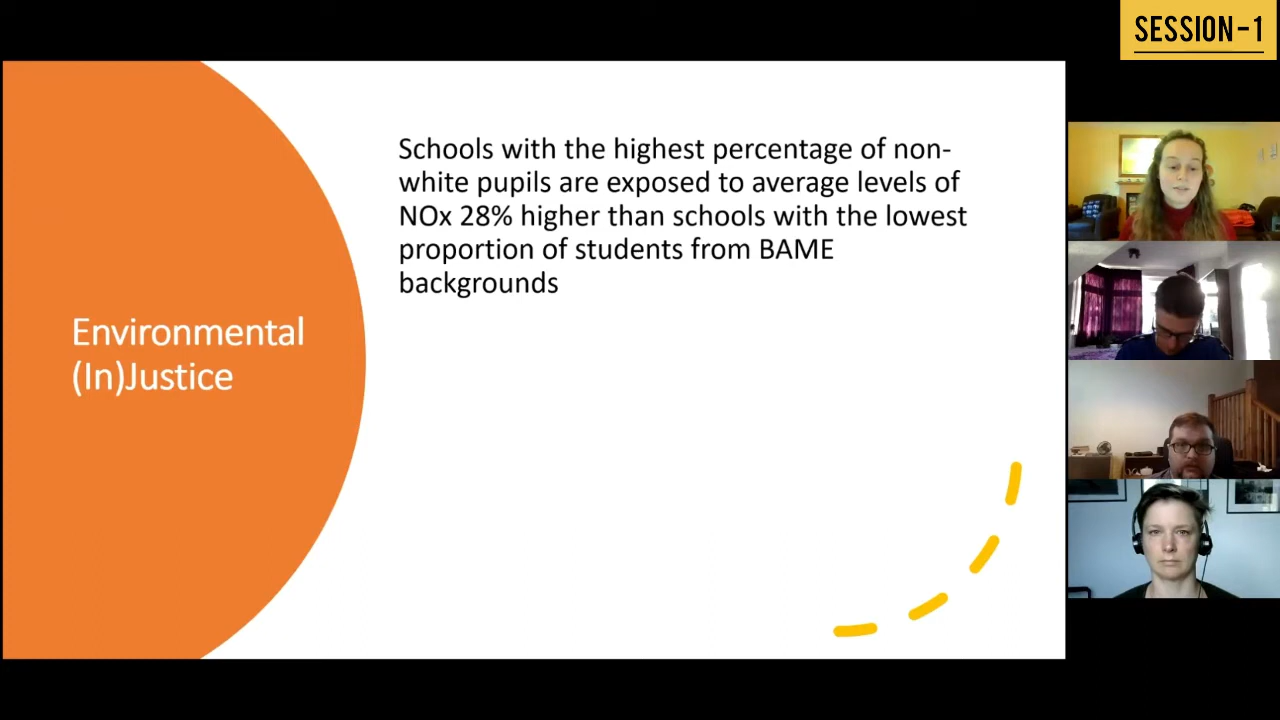 SESSION-1
Schools with the highest percentage of non-
white pupils are exposed to average levels of
NOx 28% higher than schools with the lowest
proportion of students from BAME
backgrounds
Environmental
(In)Justice